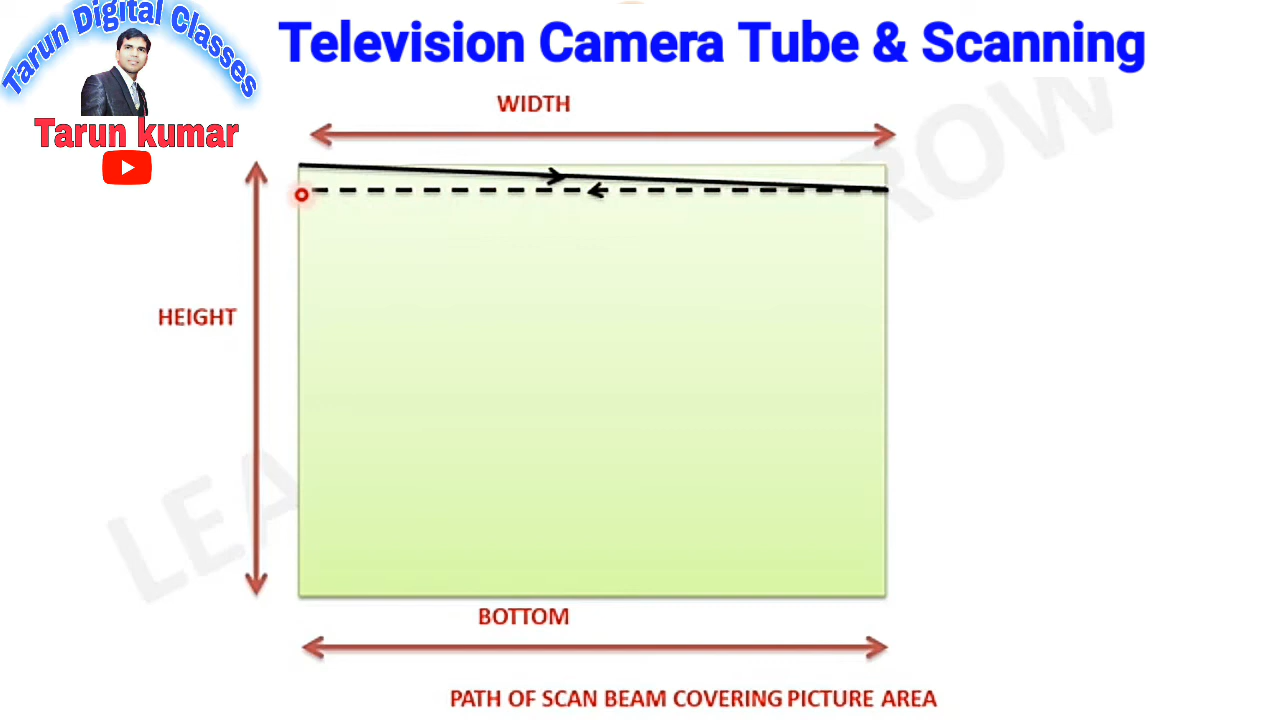 Tarun Digital Classes
Television Camera Tube & Scanning
Tarun kumar
WIDTH
HEIGHT
BOTTOM
PATH OF SCAN BEAM COVERING PICTURE AREA